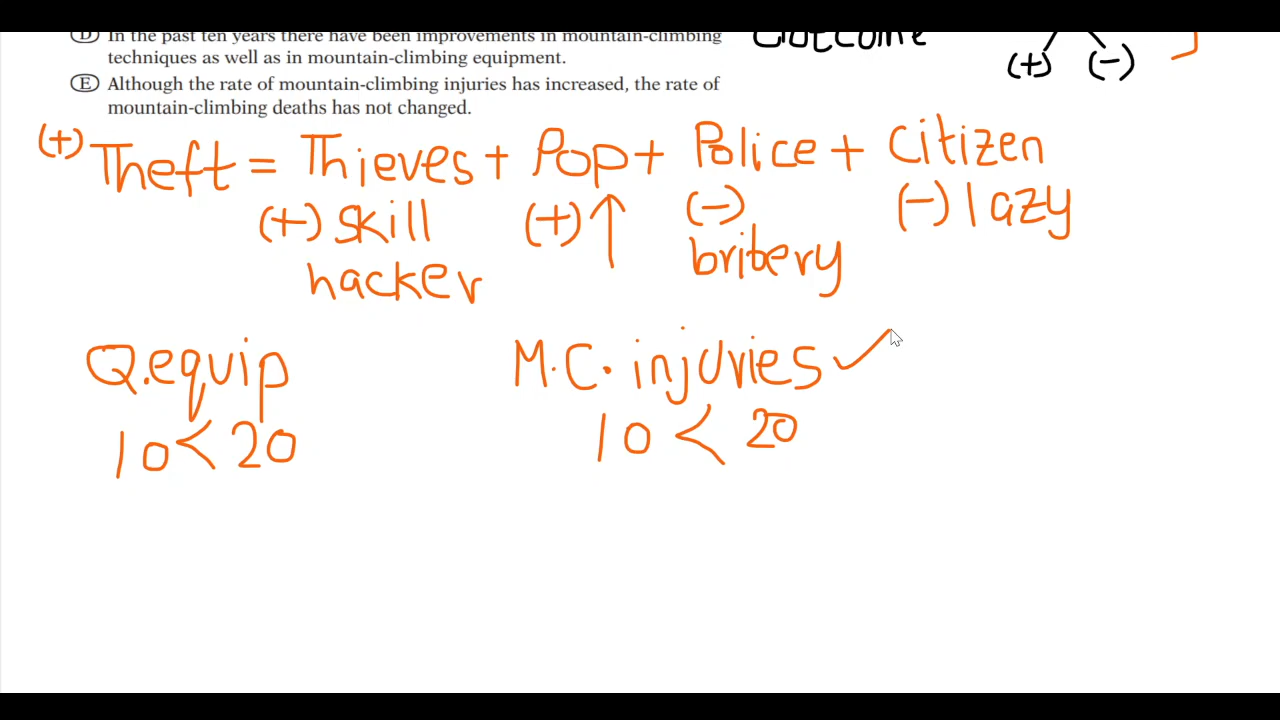 D In the past ten years there have been improvements in mountain-climbing
techniques as well as in mountain-climbing equipment.
E Although the rate of mountain-climbing injuries has increased, the rate of
mountain-climbing deaths has not changed.
Outcome
(+) (-)
(+) Theft = Thieves + Pop + Police + Citizen
(+) skill (+) ↑ (-) (-) lazy
hacker bribery
Q.equip M.C. injuries ✓
10 < 20 10 < 20